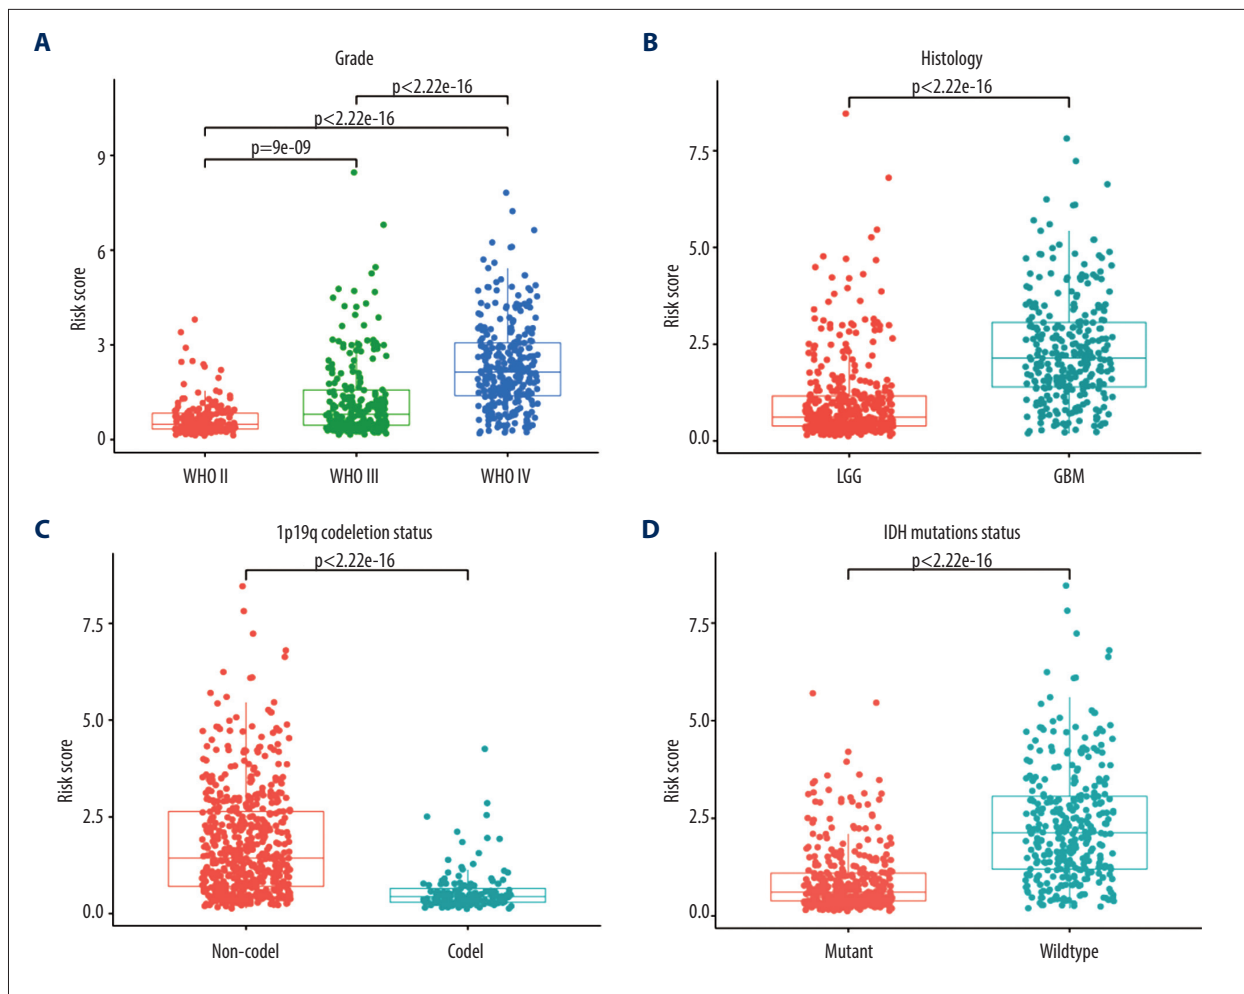 A
Grade
p<2.22e-16
p<2.22e-16
p=9e-09
9
6
3
0
Risk score
WHO II
WHO III
WHO IV
B
Histology
p<2.22e-16
7.5
5.0
2.5
0.0
Risk score
LGG
GBM
C
1p19q codeletion status
p<2.22e-16
7.5
5.0
2.5
0.0
Risk score
Non-codel
Codel
D
IDH mutations status
p<2.22e-16
7.5
5.0
2.5
0.0
Risk score
Mutant
Wildtype